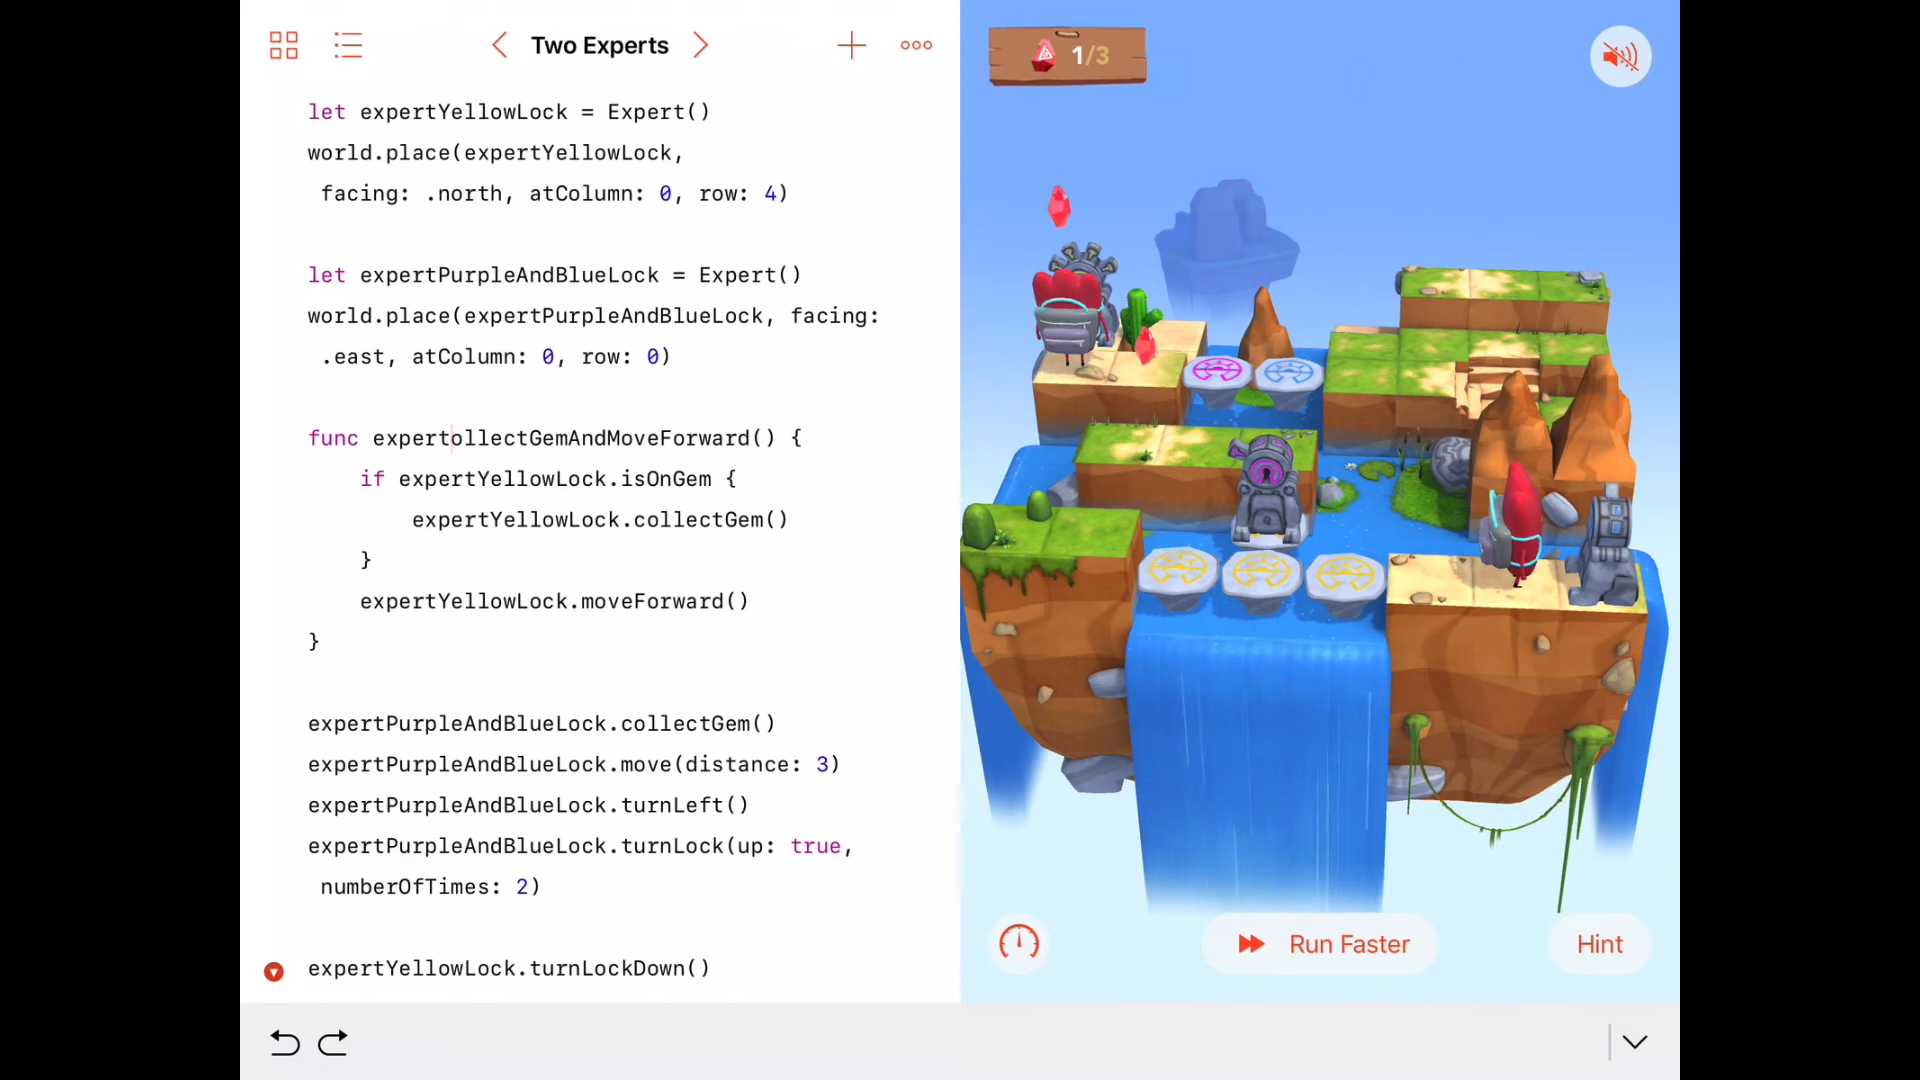 Two Experts
let expertYellowLock = Expert()
world.place(expertYellowLock,
facing: .north, atColumn: 0, row: 4)
let expertPurpleAndBlueLock = Expert()
world.place(expertPurpleAndBlueLock, facing:
.east, atColumn: 0, row: 0)
func expertollectGemAndMoveForward() {
if expertYellowLock.isOnGem {
expertYellowLock.collectGem()
}
expertYellowLock.moveForward()
}
expertPurpleAndBlueLock.collectGem()
expertPurpleAndBlueLock.move(distance: 3)
expertPurpleAndBlueLock.turnLeft()
expertPurpleAndBlueLock.turnLock(up: true,
numberOfTimes: 2)
expertYellowLock.turnLockDown()
1/3
Run Faster
Hint